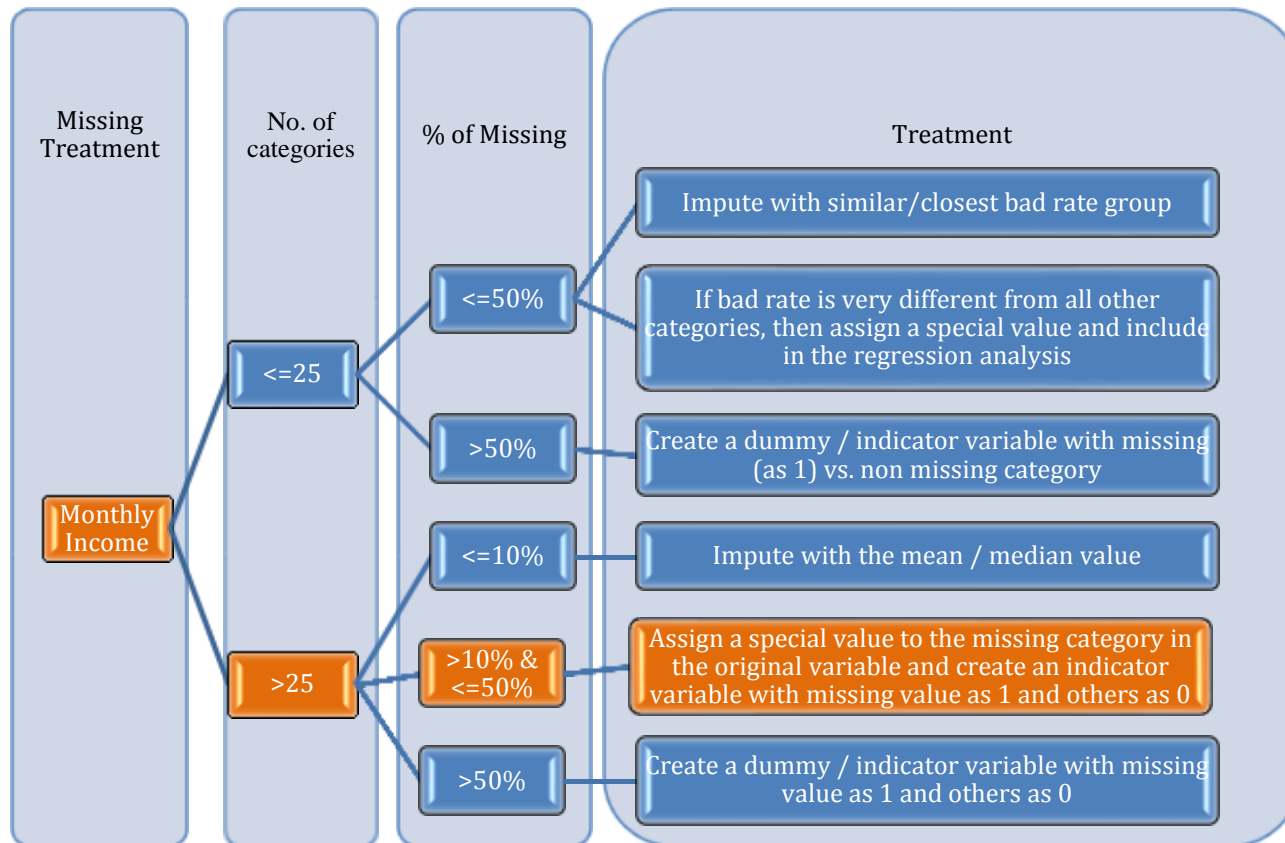 Missing
Treatment
No. of
categories
% of Missing
Treatment
Impute with similar/closest bad rate group
<=50%
If bad rate is very different from all other
categories, then assign a special value and include
in the regression analysis
<=25
>50%
Create a dummy / indicator variable with missing
(as 1) vs. non missing category
Monthly
Income
<=10%
Impute with the mean / median value
>25
>10% &
<=50%
Assign a special value to the missing category in
the original variable and create an indicator
variable with missing value as 1 and others as 0
>50%
Create a dummy / indicator variable with missing
value as 1 and others as 0